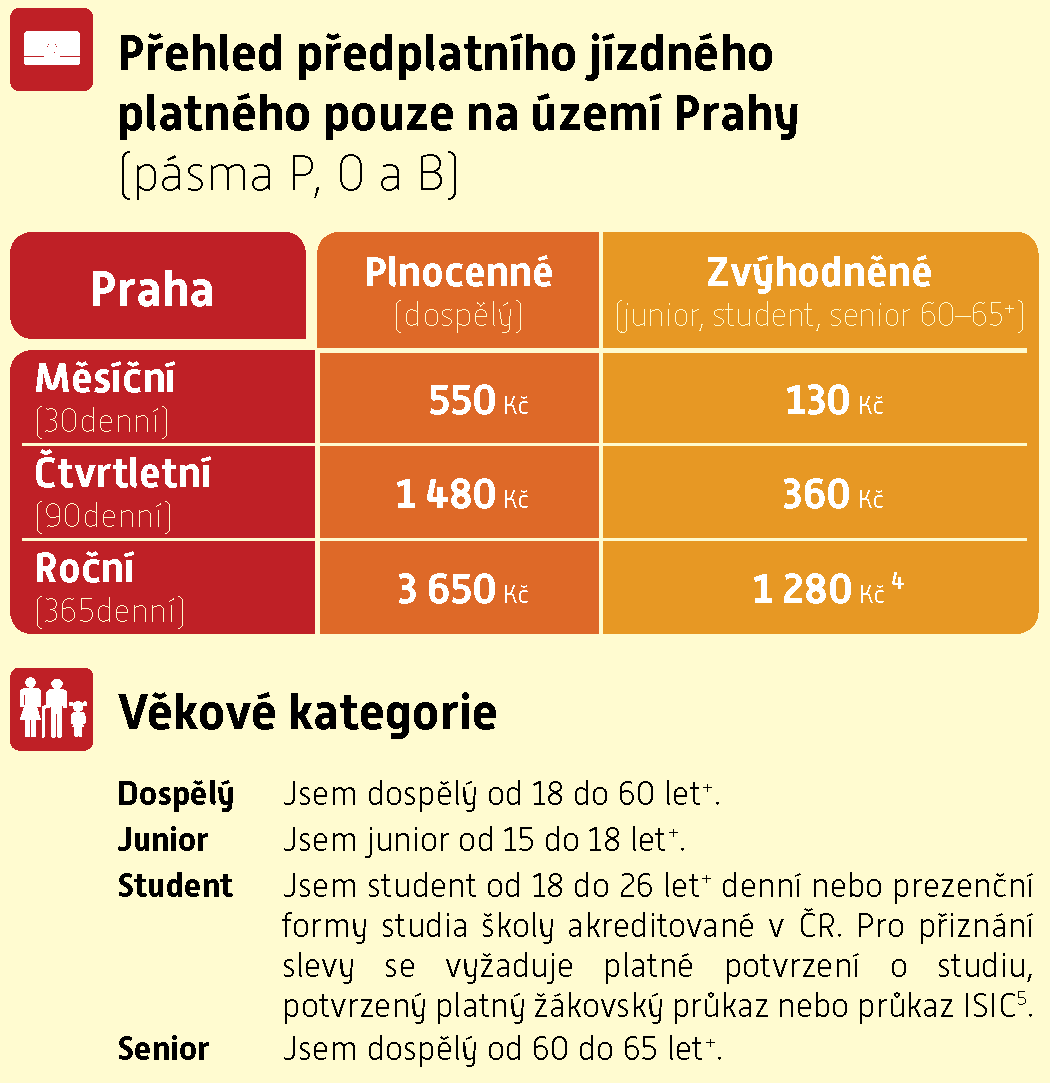 Přehled předplatního jízdného
platného pouze na území Prahy
(pásma P, 0 a B)
Praha
Plnocenné
(dospělý)
Zvýhodněné
(junior, student, senior 60–65⁺)
Měsíční
(30denní)
550 Kč
130 Kč
Čtvrtletní
(90denní)
1 480 Kč
360 Kč
Roční
(365denní)
3 650 Kč
1 280 Kč ⁴
Věkové kategorie
Dospělý Jsem dospělý od 18 do 60 let⁺.
Junior Jsem junior od 15 do 18 let⁺.
Student Jsem student od 18 do 26 let⁺ denní nebo prezenční
formy studia školy akreditované v ČR. Pro přiznání
slevy se vyžaduje platné potvrzení o studiu,
potvrzený platný žákovský průkaz nebo průkaz ISIC⁵.
Senior Jsem dospělý od 60 do 65 let⁺.